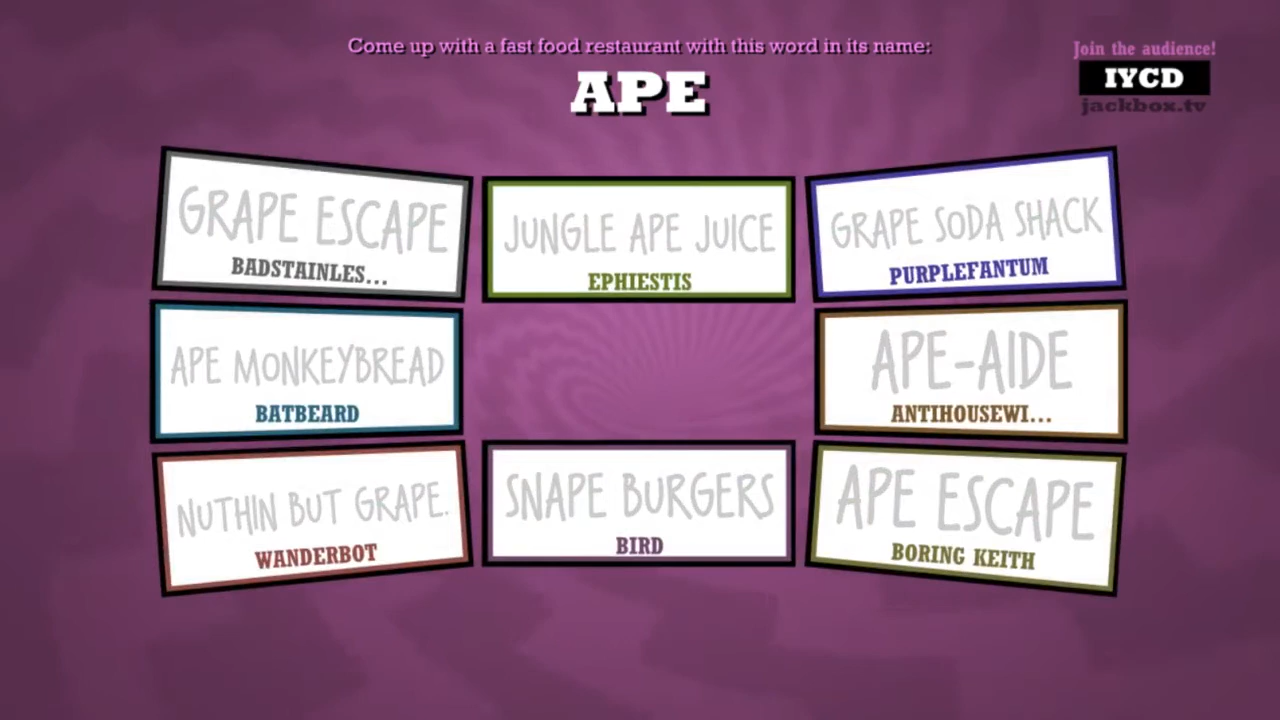 Come up with a fast food restaurant with this word in its name:
APE
Join the audience!
IYCD
jackbox.tv
GRAPE ESCAPE
BADSTAINLES...
JUNGLE APE JUICE
EPHIESTIS
GRAPE SODA SHACK
PURPLEFANTUM
APE MONKEYBREAD
BATBEARD
APE-AIDE
ANTIHOUSEWI...
NUTHIN BUT GRAPE.
WANDERBOT
SNAPE BURGERS
BIRD
APE ESCAPE
BORING KEITH